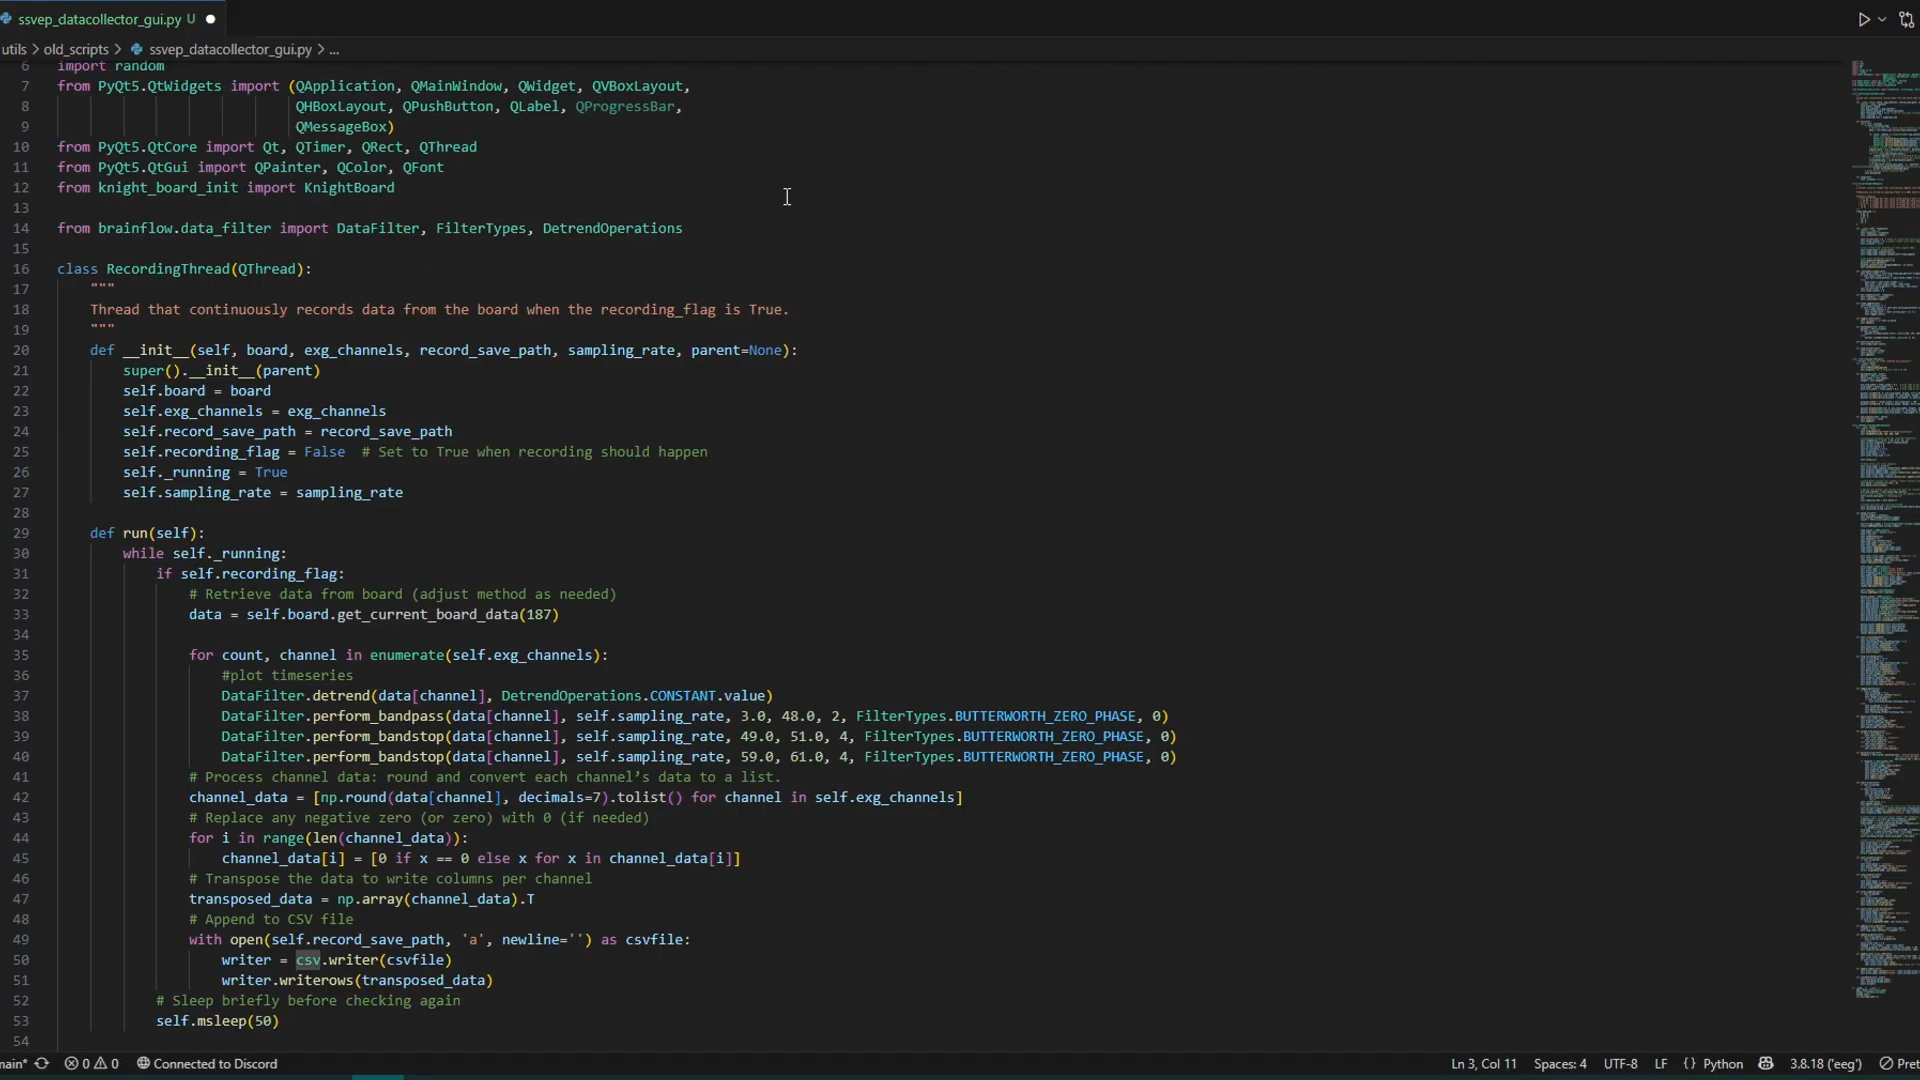 ssvep_datacollector_gui.py U
utils > old_scripts > ssvep_datacollector_gui.py > ...
6 import random
7 from PyQt5.QtWidgets import (QApplication, QMainWindow, QWidget, QVBoxLayout,
8 QHBoxLayout, QPushButton, QLabel, QProgressBar,
9 QMessageBox)
10 from PyQt5.QtCore import Qt, QTimer, QRect, QThread
11 from PyQt5.QtGui import QPainter, QColor, QFont
12 from knight_board_init import KnightBoard
13
14 from brainflow.data_filter import DataFilter, FilterTypes, DetrendOperations
15
16 class RecordingThread(QThread):
17 """
18 Thread that continuously records data from the board when the recording_flag is True.
19 """
20 def __init__(self, board, exg_channels, record_save_path, sampling_rate, parent=None):
21 super().__init__(parent)
22 self.board = board
23 self.exg_channels = exg_channels
24 self.record_save_path = record_save_path
25 self.recording_flag = False  # Set to True when recording should happen
26 self._running = True
27 self.sampling_rate = sampling_rate
28
29 def run(self):
30 while self._running:
31 if self.recording_flag:
32 # Retrieve data from board (adjust method as needed)
33 data = self.board.get_current_board_data(187)
34
35 for count, channel in enumerate(self.exg_channels):
36 #plot timeseries
37 DataFilter.detrend(data[channel], DetrendOperations.CONSTANT.value)
38 DataFilter.perform_bandpass(data[channel], self.sampling_rate, 3.0, 48.0, 2, FilterTypes.BUTTERWORTH_ZERO_PHASE, 0)
39 DataFilter.perform_bandstop(data[channel], self.sampling_rate, 49.0, 51.0, 4, FilterTypes.BUTTERWORTH_ZERO_PHASE, 0)
40 DataFilter.perform_bandstop(data[channel], self.sampling_rate, 59.0, 61.0, 4, FilterTypes.BUTTERWORTH_ZERO_PHASE, 0)
41 # Process channel data: round and convert each channel’s data to a list.
42 channel_data = [np.round(data[channel], decimals=7).tolist() for channel in self.exg_channels]
43 # Replace any negative zero (or zero) with 0 (if needed)
44 for i in range(len(channel_data)):
45 channel_data[i] = [0 if x == 0 else x for x in channel_data[i]]
46 # Transpose the data to write columns per channel
47 transposed_data = np.array(channel_data).T
48 # Append to CSV file
49 with open(self.record_save_path, 'a', newline='') as csvfile:
50 writer = csv.writer(csvfile)
51 writer.writerows(transposed_data)
52 # Sleep briefly before checking again
53 self.msleep(50)
54
main* 0 0 Connected to Discord Ln 3, Col 11 Spaces: 4 UTF-8 LF {} Python 3.8.18 ('eeg') Pret